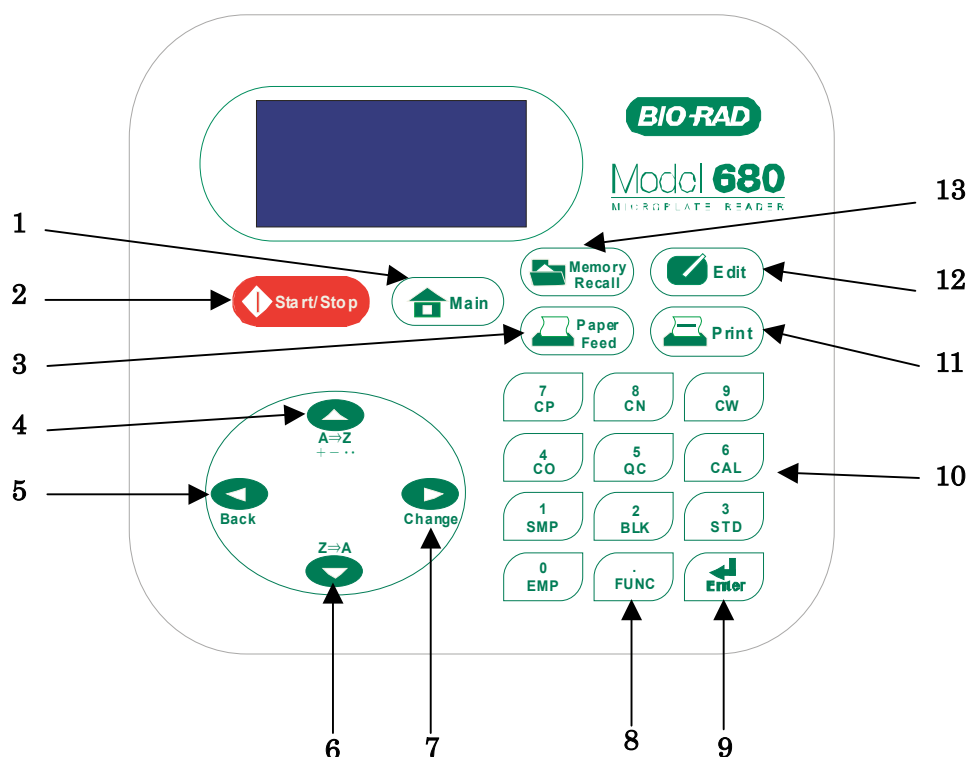 BIO-RAD
Model 680
MICROPLATE READER
13
1
Memory
Recall
Edit
12
2
Start/Stop
Main
3
Paper
Feed
Print
11
7
CP
8
CN
9
CW
4
A⇒Z
+ − · ·
4
CO
5
QC
6
CAL
10
5
Back
Change
1
SMP
2
BLK
3
STD
Z⇒A
0
EMP
.
FUNC
Enter
6
7
8
9